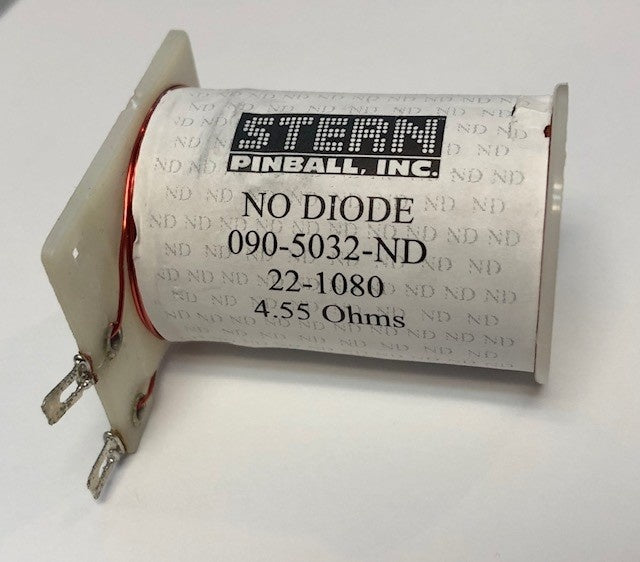 STERN
PINBALL, INC.
NO DIODE
090-5032-ND
22-1080
4.55 Ohms